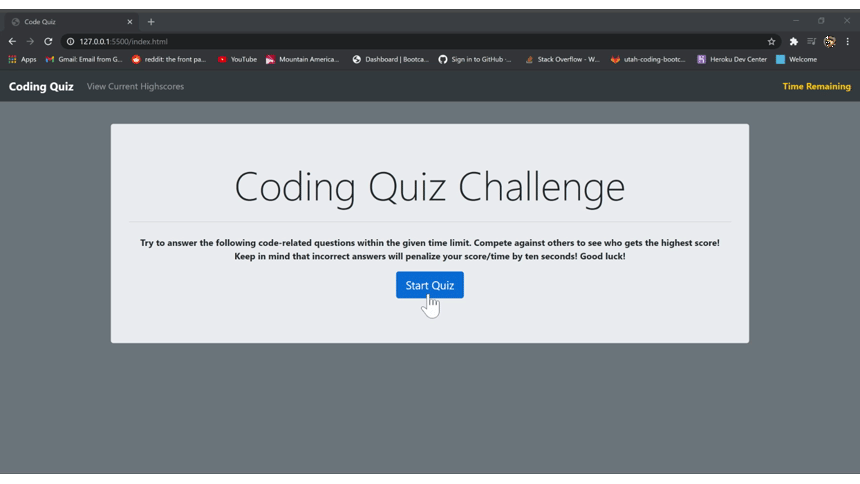 Code Quiz
127.0.0.1:5500/index.html
Apps Gmail: Email from G... reddit: the front pa... YouTube Mountain America... Dashboard | Bootca... Sign in to GitHub ·... Stack Overflow - W... utah-coding-bootc... Heroku Dev Center Welcome
Coding Quiz View Current Highscores Time Remaining
Coding Quiz Challenge
Try to answer the following code-related questions within the given time limit. Compete against others to see who gets the highest score!
Keep in mind that incorrect answers will penalize your score/time by ten seconds! Good luck!
Start Quiz